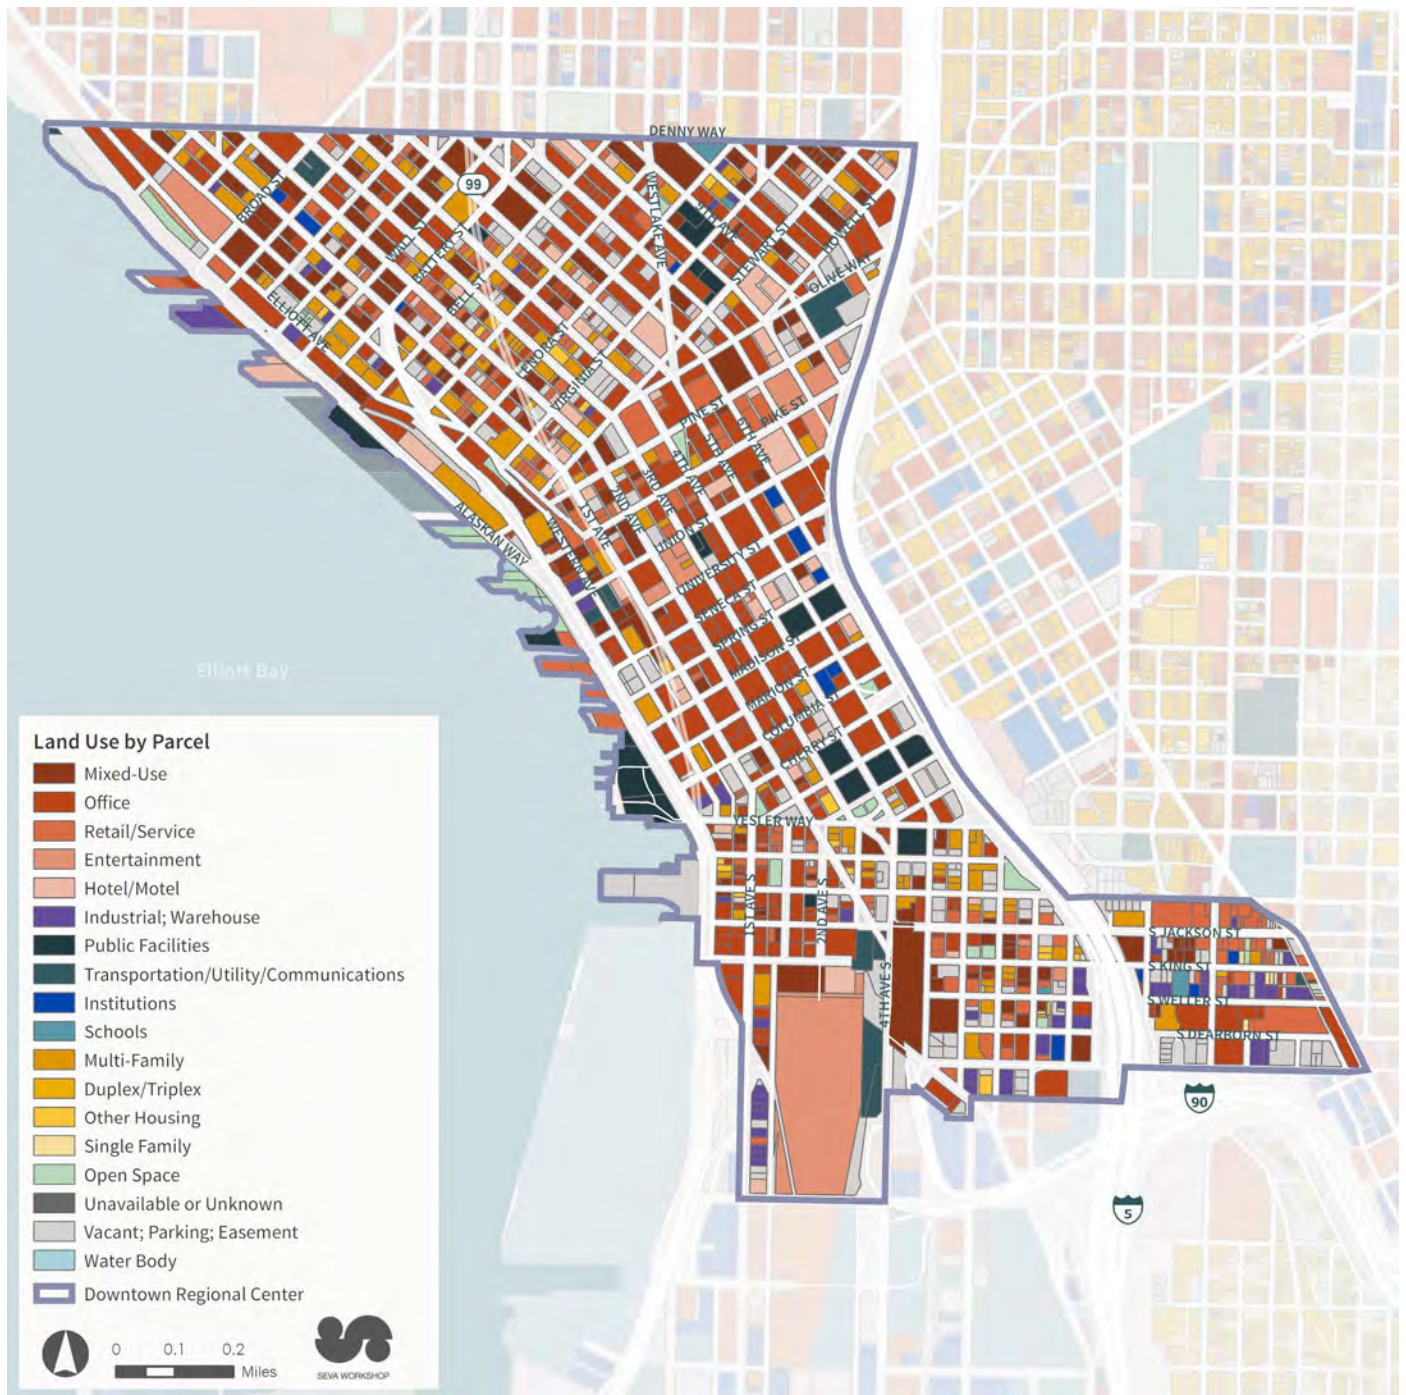 DENNY WAY
99
WESTLAKE AVE
9TH AVE
BROAD ST
WALL ST
BATTERY ST
BELL ST
STEWART ST
HOWELL ST
OLIVE WAY
ELLIOTT AVE
LENORA ST
VIRGINIA ST
PINE ST
PIKE ST
6TH AVE
5TH AVE
4TH AVE
3RD AVE
2ND AVE
1ST AVE
UNION ST
ALASKAN WAY
WESTERN AVE
UNIVERSITY ST
SENECA ST
SPRING ST
MADISON ST
MARION ST
COLUMBIA ST
CHERRY ST
Elliott Bay
YESLER WAY
1ST AVE S
2ND AVE S
4TH AVE S
S JACKSON ST
S KING ST
S WELLER ST
S DEARBORN ST
90
5
Land Use by Parcel
Mixed-Use
Office
Retail/Service
Entertainment
Hotel/Motel
Industrial; Warehouse
Public Facilities
Transportation/Utility/Communications
Institutions
Schools
Multi-Family
Duplex/Triplex
Other Housing
Single Family
Open Space
Unavailable or Unknown
Vacant; Parking; Easement
Water Body
Downtown Regional Center
0 0.1 0.2
Miles
SEVA WORKSHOP